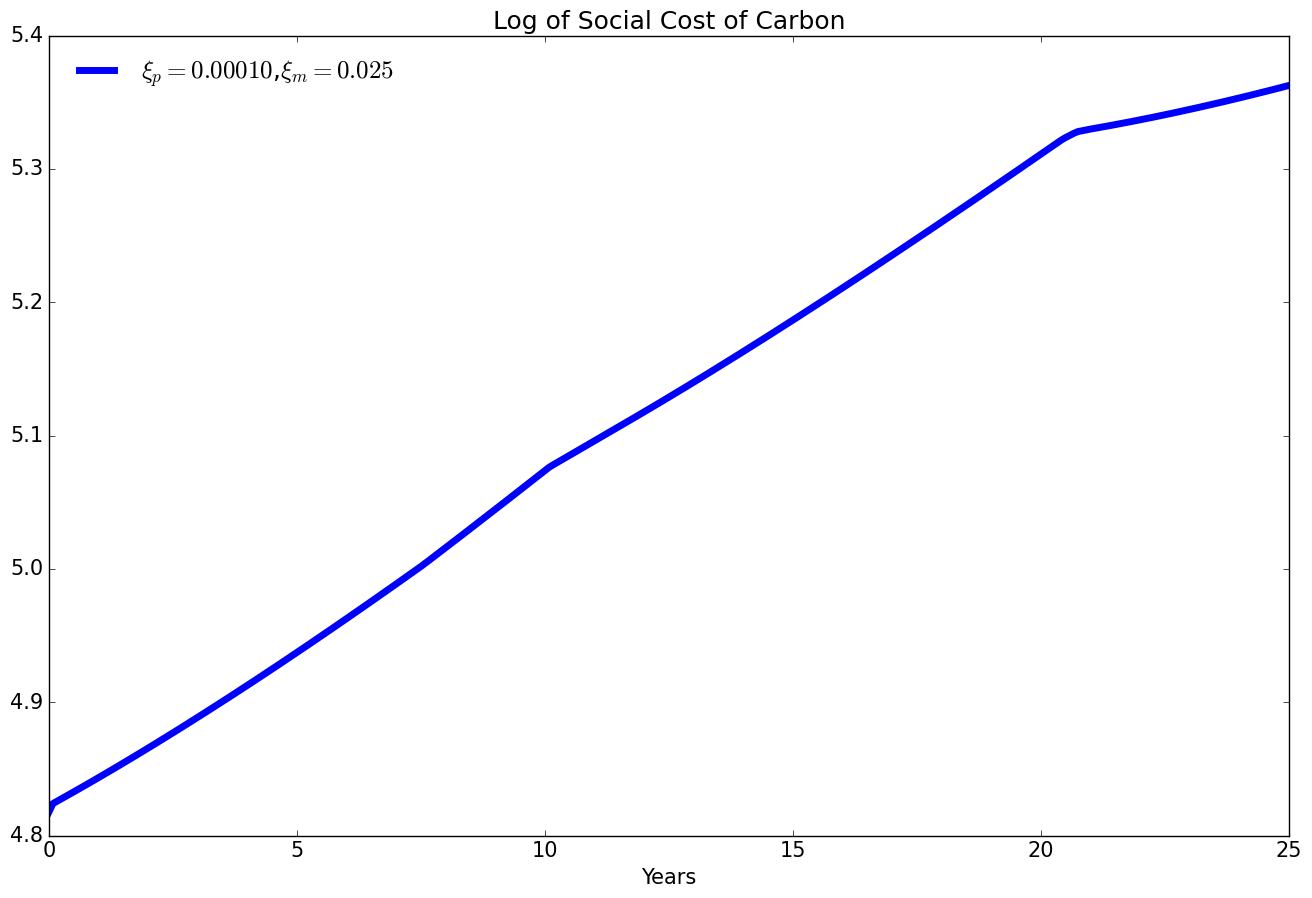 Log of Social Cost of Carbon
5.4
ξₚ = 0.00010,ξₘ = 0.025
5.3
5.2
5.1
5.0
4.9
4.8
0 5 10 15 20 25
Years